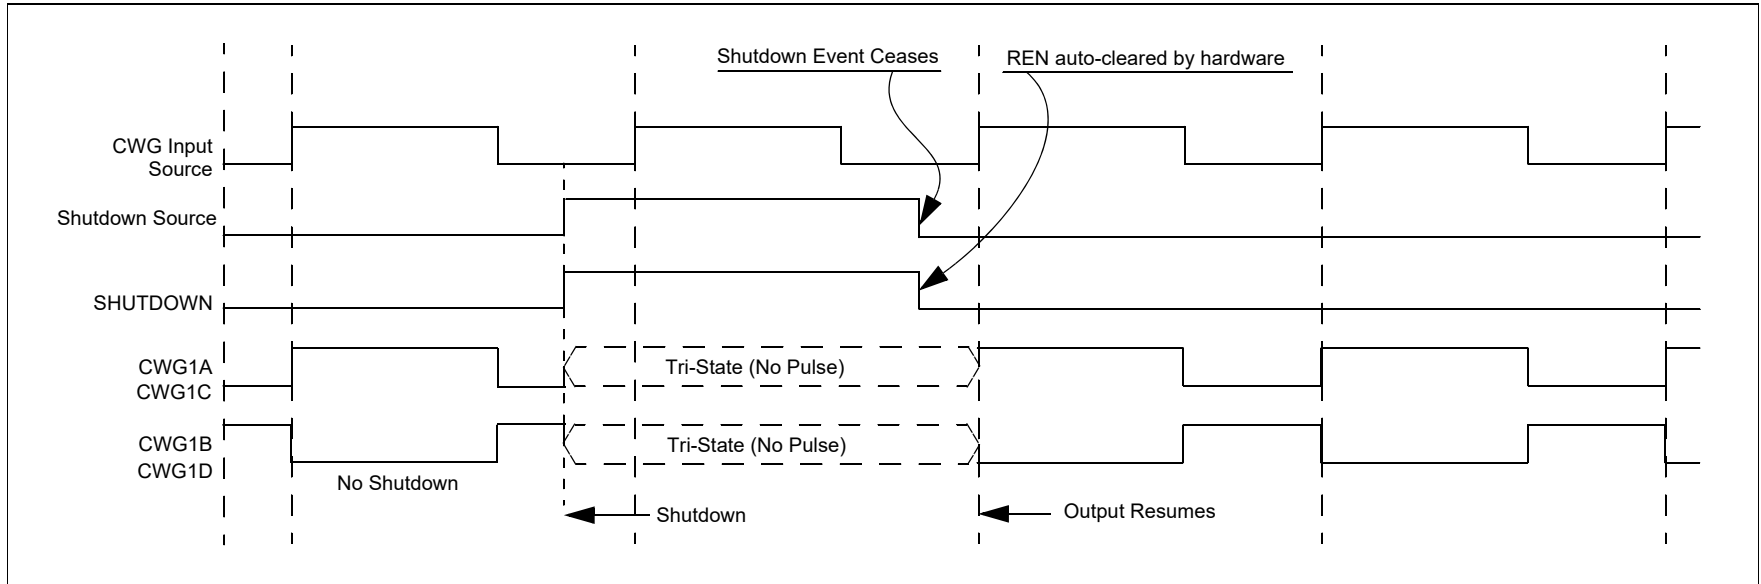 Shutdown Event Ceases
REN auto-cleared by hardware
CWG Input
Source
Shutdown Source
SHUTDOWN
CWG1A
CWG1C
Tri-State (No Pulse)
CWG1B
CWG1D
Tri-State (No Pulse)
No Shutdown
Shutdown
Output Resumes